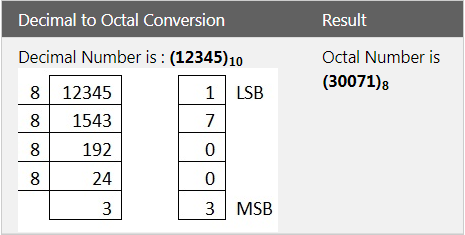 Decimal to Octal Conversion Result
Decimal Number is : (12345)₁₀ Octal Number is
(30071)₈
8 12345 1 LSB
8 1543 7
8 192 0
8 24 0
3 3 MSB